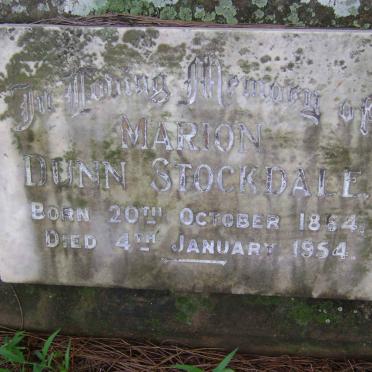 In Loving Memory of
MARION
DUNN STOCKDALE.
BORN 20TH OCTOBER 1864.
DIED 4TH JANUARY 1954.